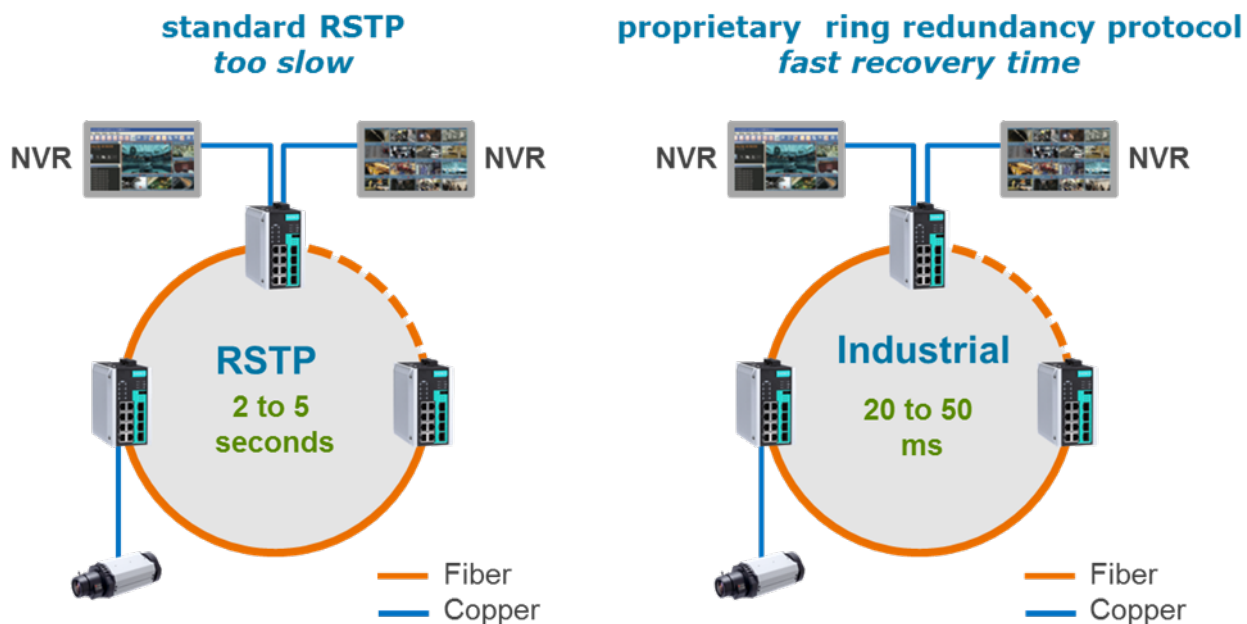 standard RSTP
too slow
NVR
NVR
RSTP
2 to 5
seconds
Fiber
Copper
proprietary ring redundancy protocol
fast recovery time
NVR
NVR
Industrial
20 to 50
ms
Fiber
Copper